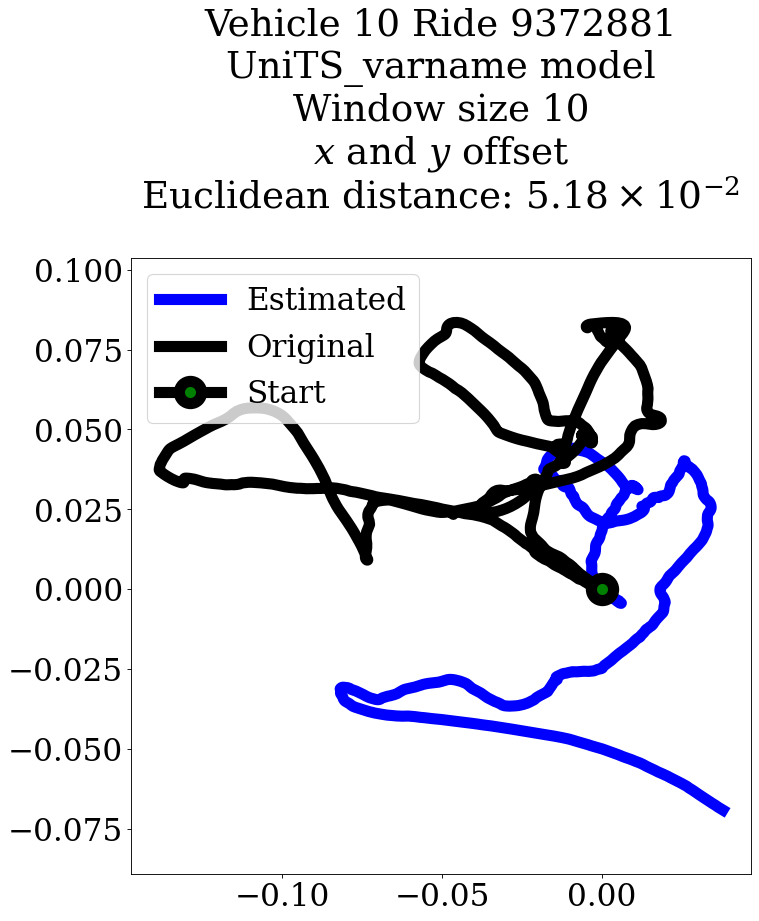 Vehicle 10 Ride 9372881
UniTS_varname model
Window size 10
x and y offset
Euclidean distance: 5.18 × 10⁻²
Estimated
Original
Start
0.100
0.075
0.050
0.025
0.000
−0.025
−0.050
−0.075
−0.10
−0.05
0.00